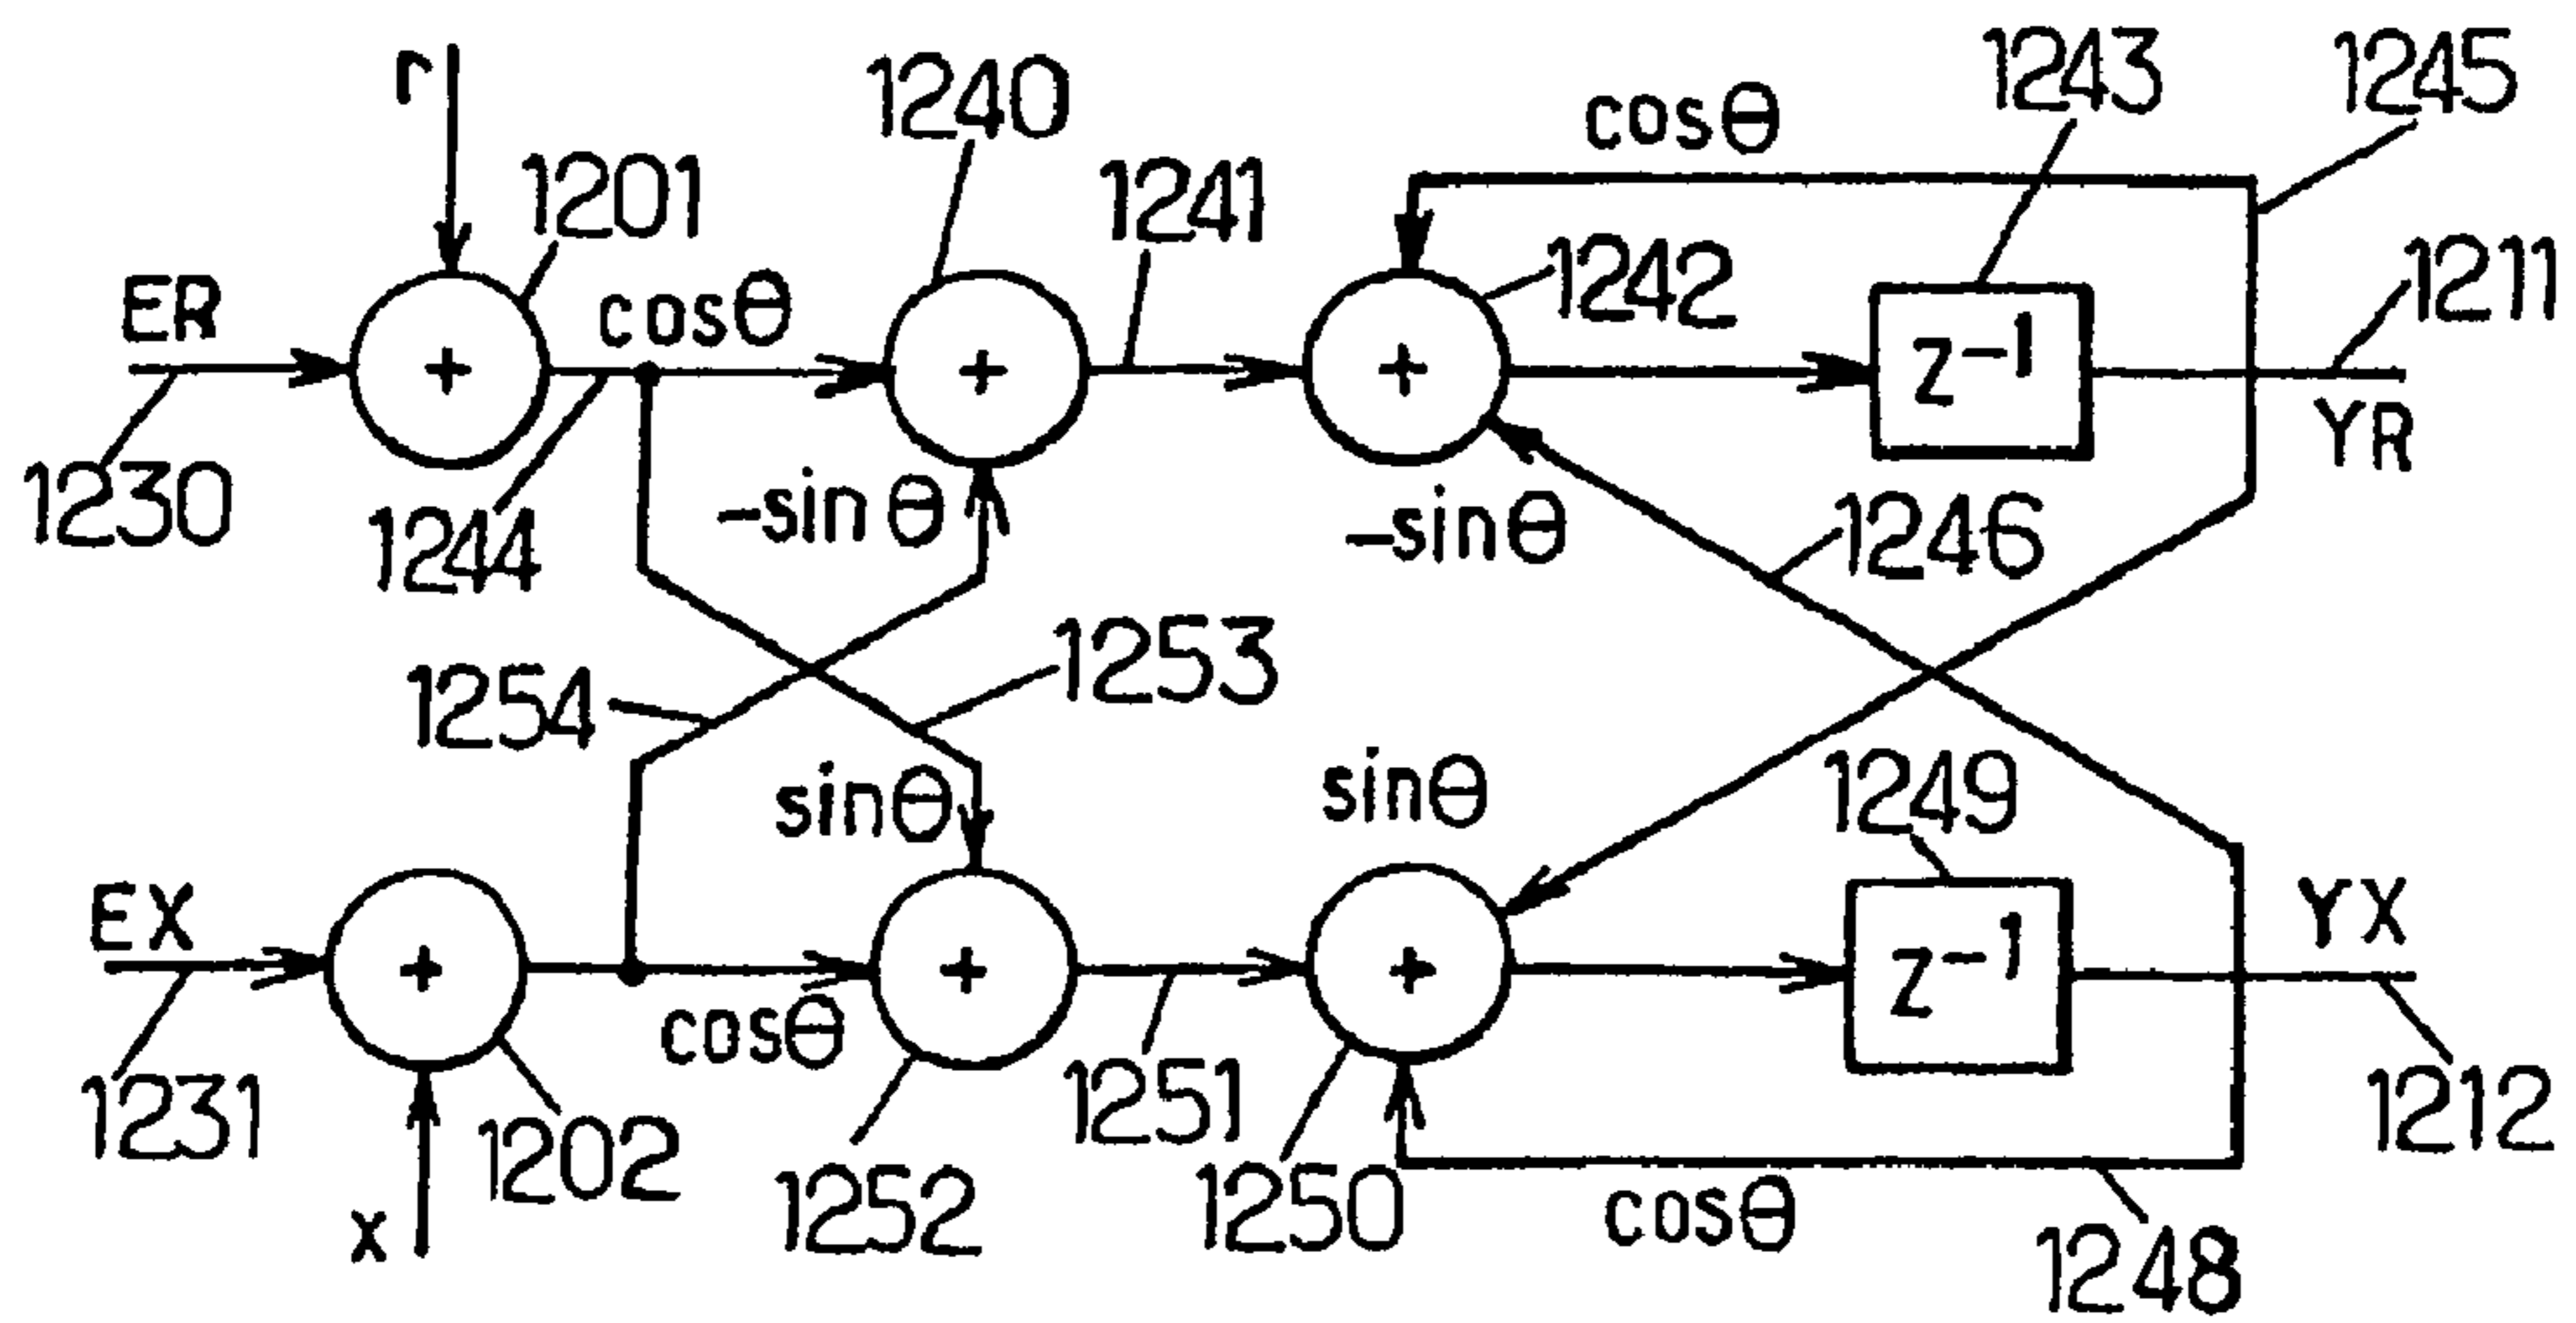 r
1201
1240
1241
cosθ
1243
1245
ER
+
cosθ
+
+
1242
z⁻¹
1211
YR
1230
1244
-sinθ
-sinθ
1246
1254
1253
sinθ
sinθ
1249
EX
+
cosθ
+
+
z⁻¹
YX
1231
x
1202
1252
1251
1250
cosθ
1248
1212